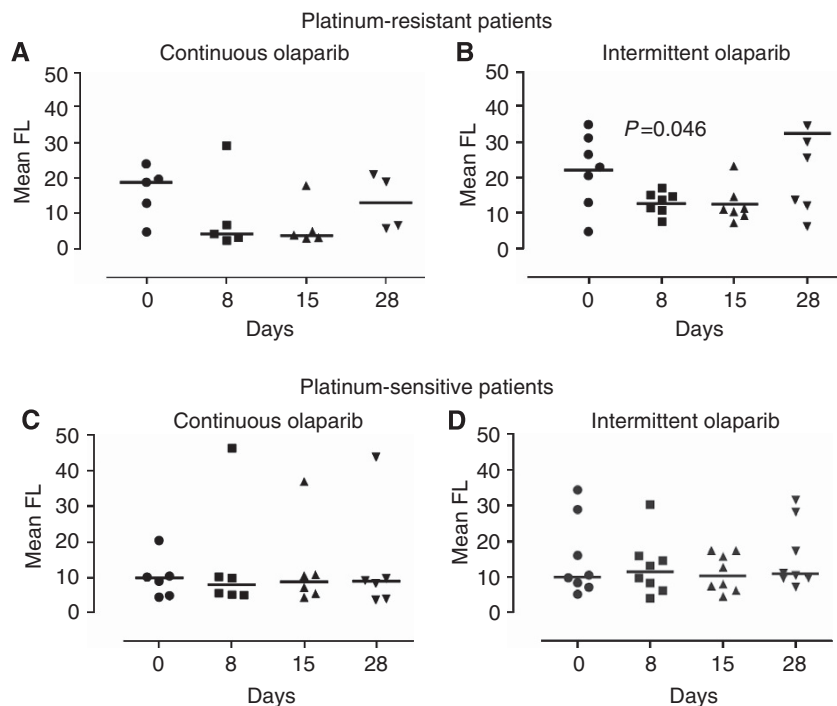 Platinum-resistant patients
A
Continuous olaparib
50
40
30
20
10
0
Mean FL
0 8 15 28
Days
B
Intermittent olaparib
50
40
30
20
10
0
Mean FL
P=0.046
0 8 15 28
Days
Platinum-sensitive patients
C
Continuous olaparib
50
40
30
20
10
0
Mean FL
0 8 15 28
Days
D
Intermittent olaparib
50
40
30
20
10
0
Mean FL
0 8 15 28
Days